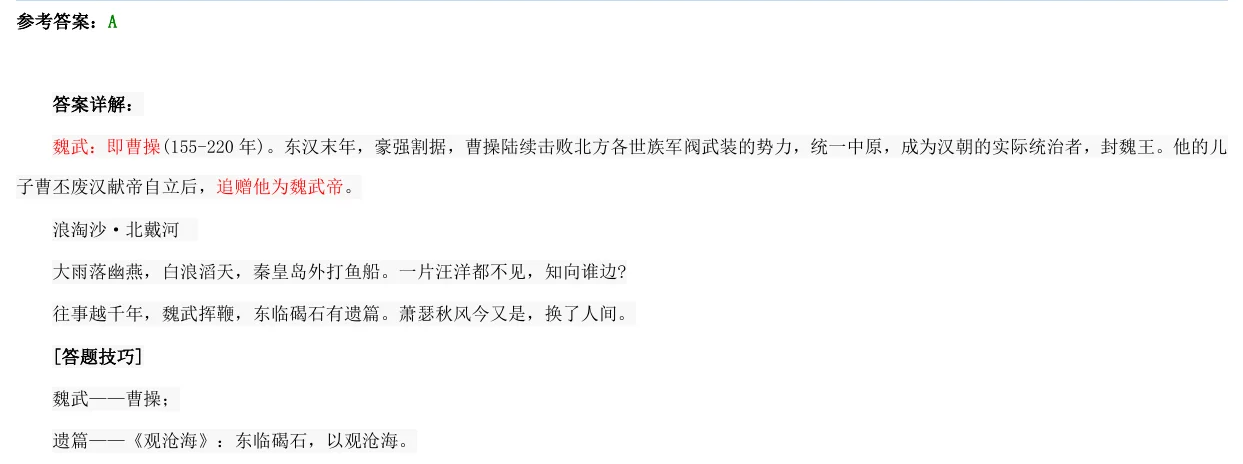 参考答案：A
答案详解：
魏武：即曹操(155-220 年)。东汉末年，豪强割据，曹操陆续击败北方各世族军阀武装的势力，统一中原，成为汉朝的实际统治者，封魏王。他的儿
子曹丕废汉献帝自立后，追赠他为魏武帝。
浪淘沙·北戴河
大雨落幽燕，白浪滔天，秦皇岛外打鱼船。一片汪洋都不见，知向谁边?
往事越千年，魏武挥鞭，东临碣石有遗篇。萧瑟秋风今又是，换了人间。
[答题技巧]
魏武——曹操；
遗篇——《观沧海》：东临碣石，以观沧海。